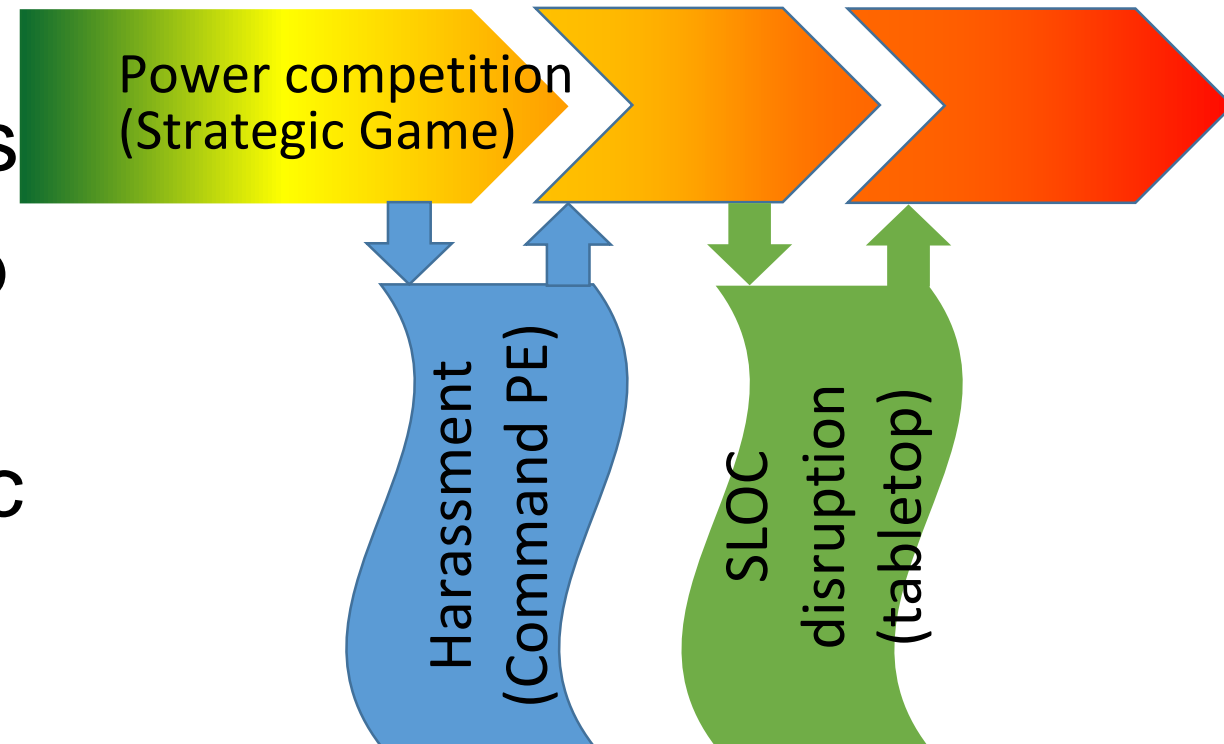 Power competition
(Strategic Game)
s
c
Harassment
(Command PE)
SLOC
disruption
(tabletop)